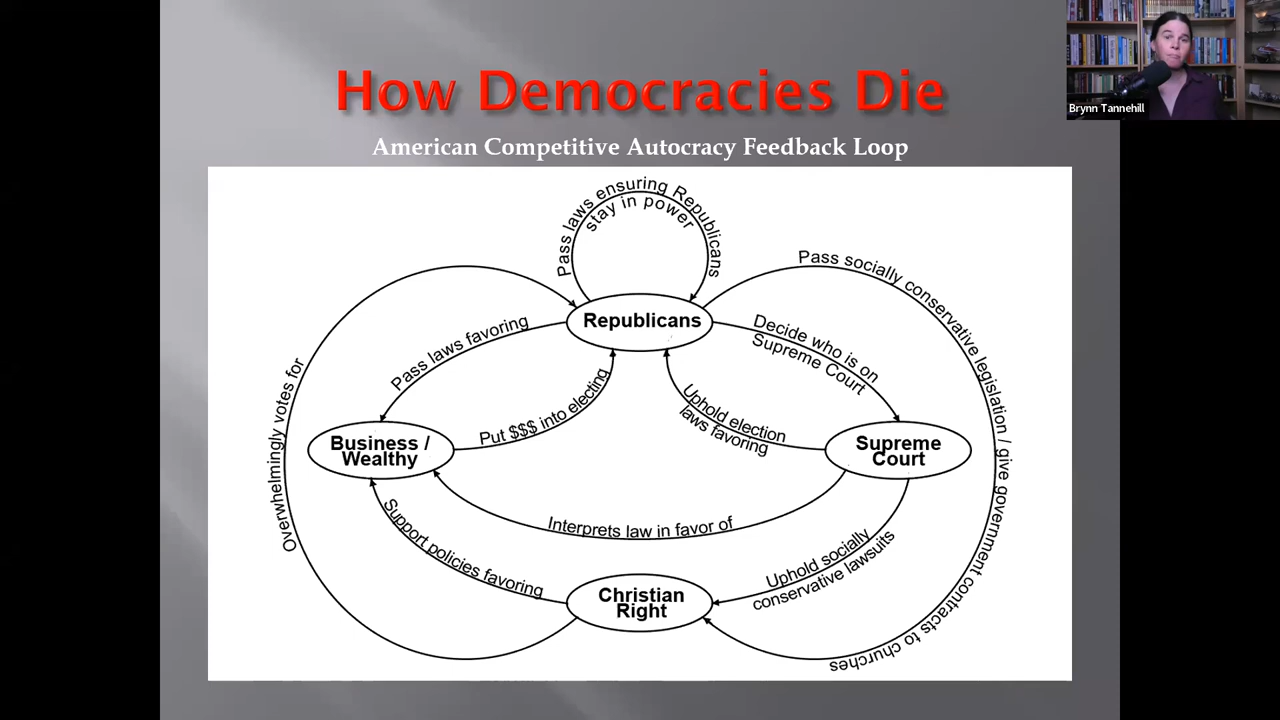 How Democracies Die
Brynn Tannehill
American Competitive Autocracy Feedback Loop
Pass laws ensuring Republicans
stay in power
Pass socially conservative legislation / give government contracts to churches
Republicans
Decide who is on
Supreme Court
Pass laws favoring
Put $$$ into electing
Uphold election
laws favoring
Overwhelmingly votes for
Business /
Wealthy
Supreme
Court
Interprets law in favor of
Support policies favoring
Uphold socially
conservative lawsuits
Christian
Right